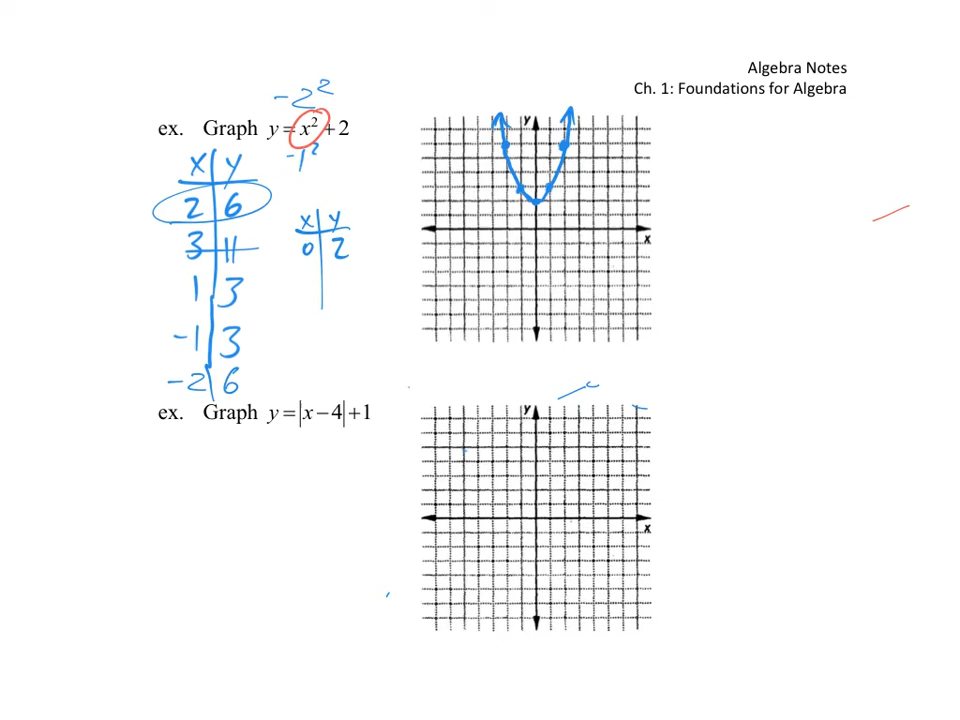 Algebra Notes
Ch. 1: Foundations for Algebra
-2²
ex. Graph y = x² + 2
-1²
x y
2 6
3 11
1 3
-1 3
-2 6
x y
0 2
y
x
ex. Graph y = |x − 4| + 1
y
x